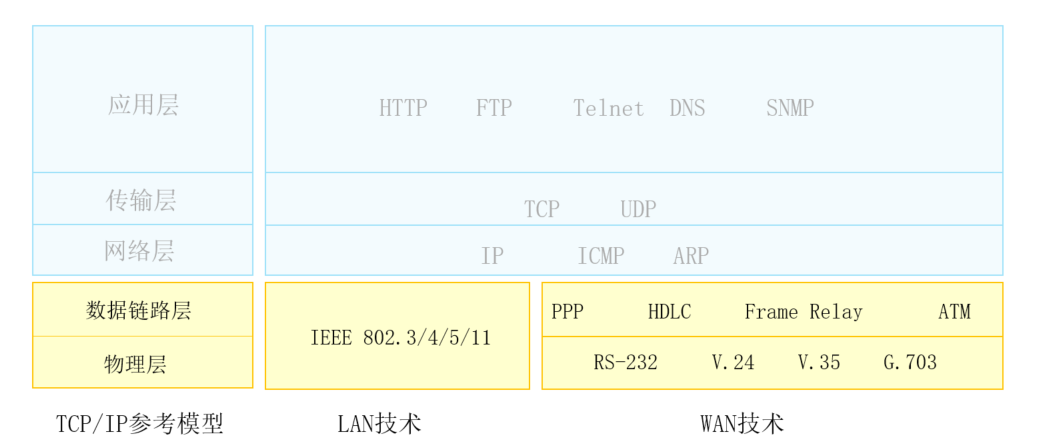 应用层 HTTP FTP Telnet DNS SNMP
传输层 TCP UDP
网络层 IP ICMP ARP
数据链路层 PPP HDLC Frame Relay ATM
IEEE 802.3/4/5/11
物理层 RS-232 V.24 V.35 G.703
TCP/IP参考模型 LAN技术 WAN技术